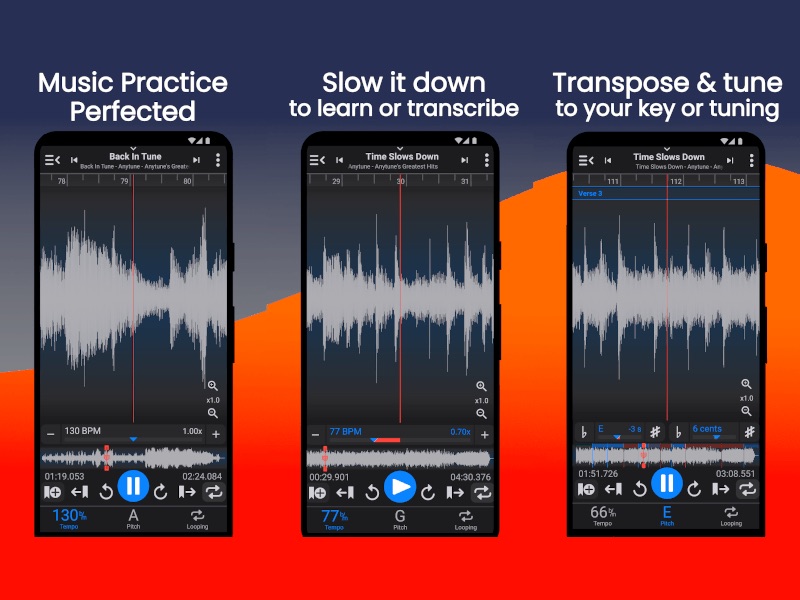 Music Practice
Perfected
Back In Tune
Back In Tune - Anytune - Anytune's Greate
78 79 80
x1.0
130 BPM 1.00x
01:19.053 02:24.084
130%
Tempo
A
Pitch
Looping
Slow it down
to learn or transcribe
Time Slows Down
Anytune - Anytune's Greatest Hits
29 30 31
x1.0
77 BPM 0.70x
00:29.901 04:30.376
77%
Tempo
G
Pitch
Looping
Transpose & tune
to your key or tuning
Time Slows Down
Time Slows Down - Anytune - An
111 112 113
Verse 3
x1.0
♭ E -3 ♯ ♭ 6 cents ♯
01:51.726 03:08.551
66%
Tempo
E
Pitch
Looping